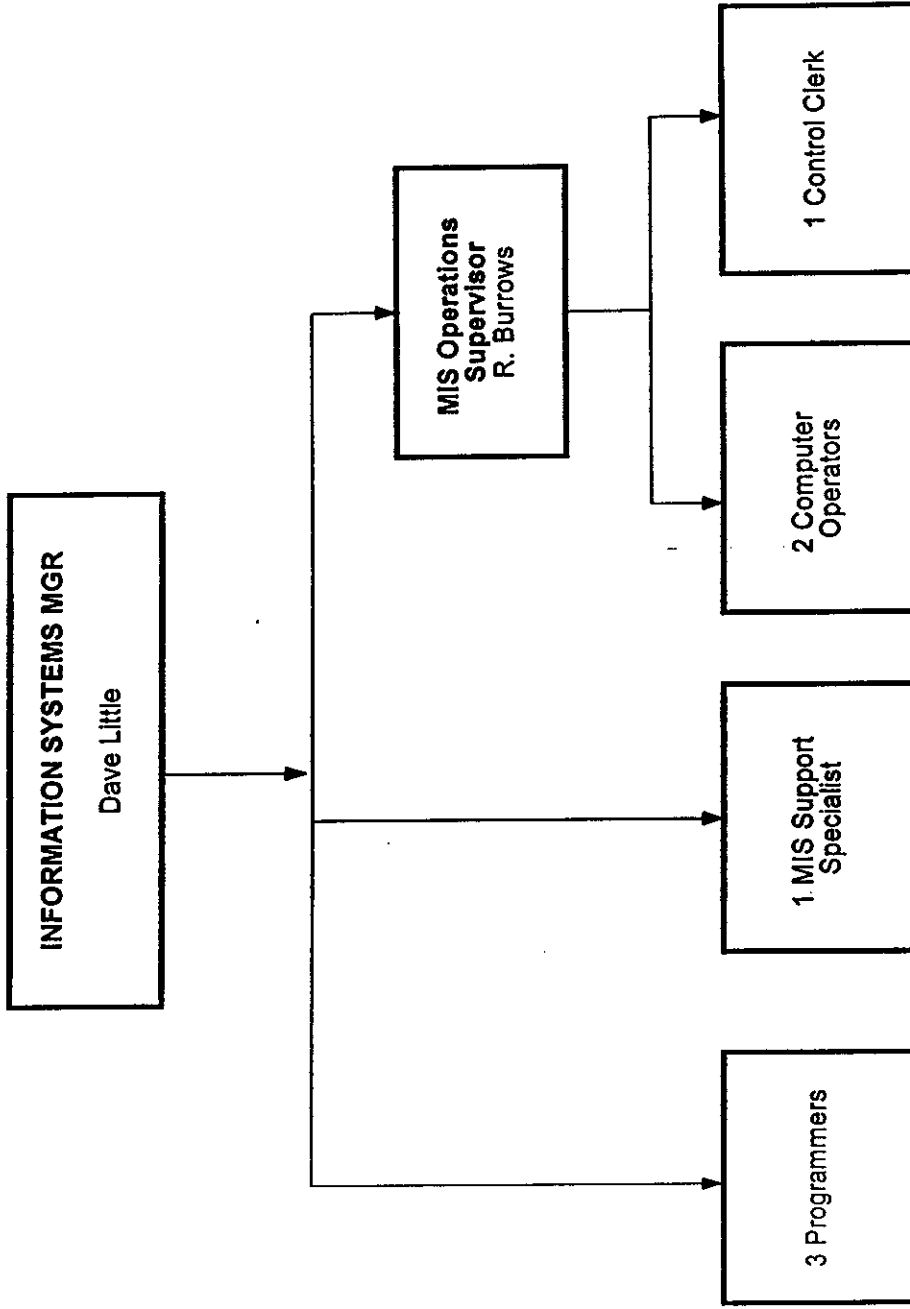 INFORMATION SYSTEMS MGR
Dave Little
MIS Operations
Supervisor
R. Burrows
3 Programmers
1 MIS Support
Specialist
2 Computer
Operators
1 Control Clerk